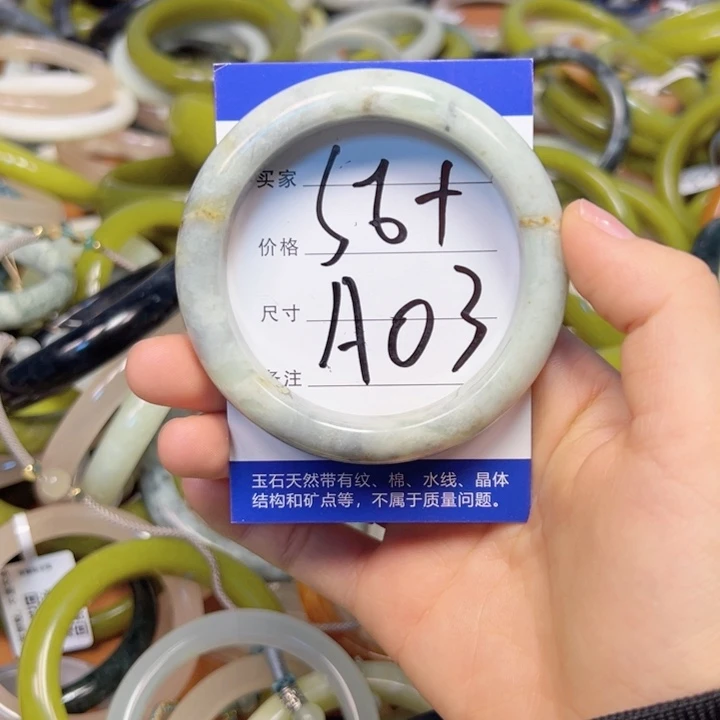 买家 56+
价格
尺寸 A03
备注
玉石天然带有纹、棉、水线、晶体
结构和矿点等，不属于质量问题。